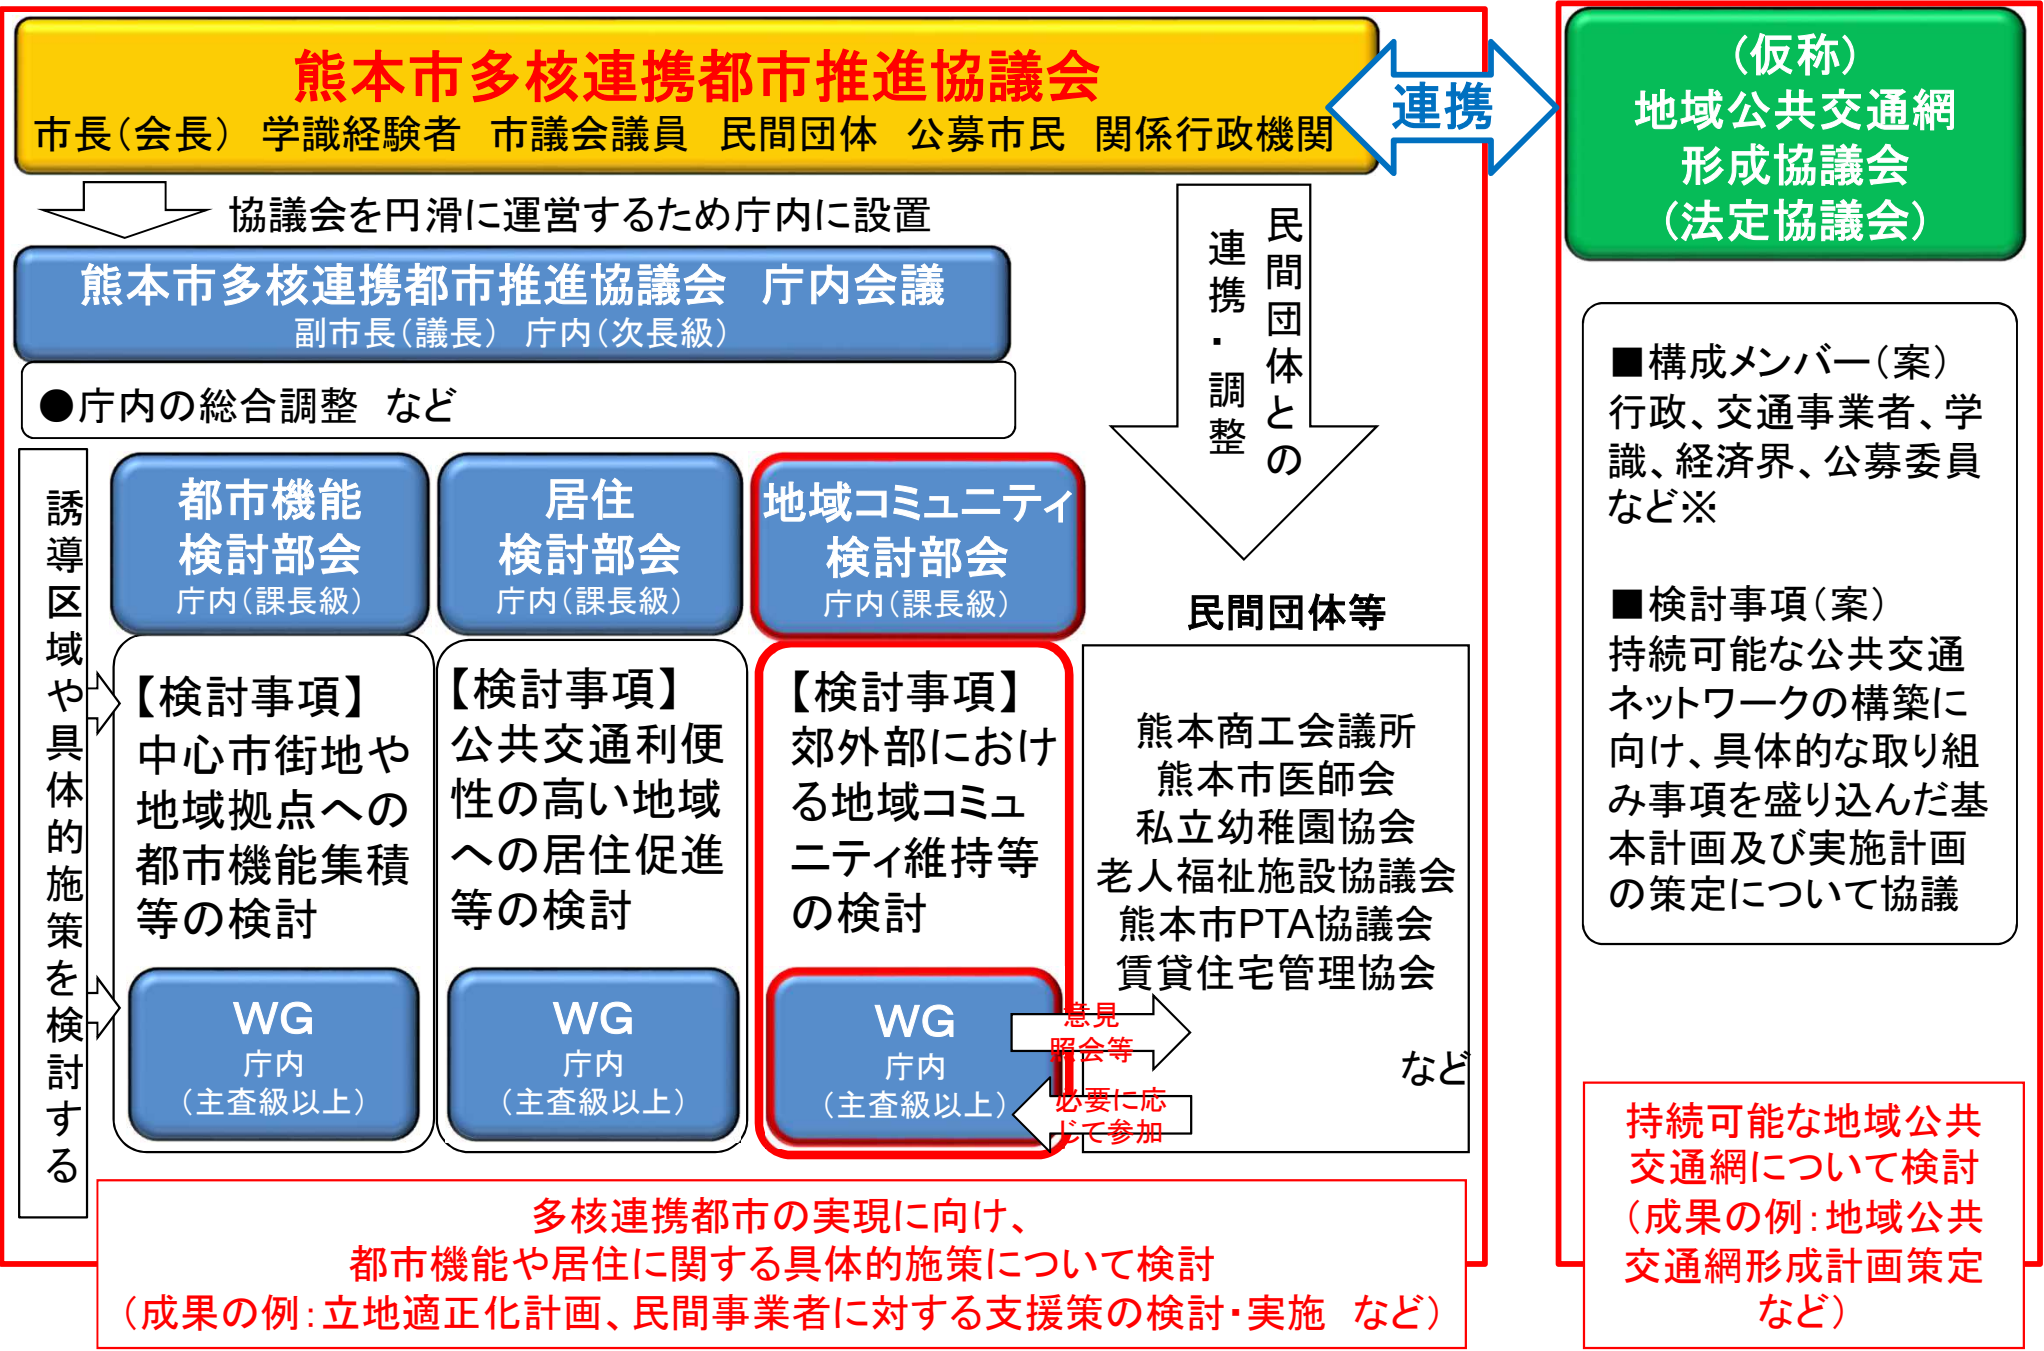 熊本市多核連携都市推進協議会
市長（会長） 学識経験者 市議会議員 民間団体 公募市民 関係行政機関
連携
（仮称）
地域公共交通網
形成協議会
（法定協議会）
協議会を円滑に運営するため庁内に設置
熊本市多核連携都市推進協議会 庁内会議
副市長（議長） 庁内（次長級）
●庁内の総合調整 など
民間団体との
連携・調整
誘導区域や具体的施策を検討する
都市機能
検討部会
庁内（課長級）
【検討事項】
中心市街地や
地域拠点への
都市機能集積
等の検討
WG
庁内
（主査級以上）
居住
検討部会
庁内（課長級）
【検討事項】
公共交通利便
性の高い地域
への居住促進
等の検討
WG
庁内
（主査級以上）
地域コミュニティ
検討部会
庁内（課長級）
【検討事項】
郊外部におけ
る地域コミュ
ニティ維持等
の検討
WG
庁内
（主査級以上）
意見
照会等
必要に応
じて参加
民間団体等
熊本商工会議所
熊本市医師会
私立幼稚園協会
老人福祉施設協議会
熊本市PTA協議会
賃貸住宅管理協会
など
多核連携都市の実現に向け、
都市機能や居住に関する具体的施策について検討
（成果の例：立地適正化計画、民間事業者に対する支援策の検討・実施 など）
■構成メンバー（案）
行政、交通事業者、学
識、経済界、公募委員
など※
■検討事項（案）
持続可能な公共交通
ネットワークの構築に
向け、具体的な取り組
み事項を盛り込んだ基
本計画及び実施計画
の策定について協議
持続可能な地域公共
交通網について検討
（成果の例：地域公共
交通網形成計画策定
など）